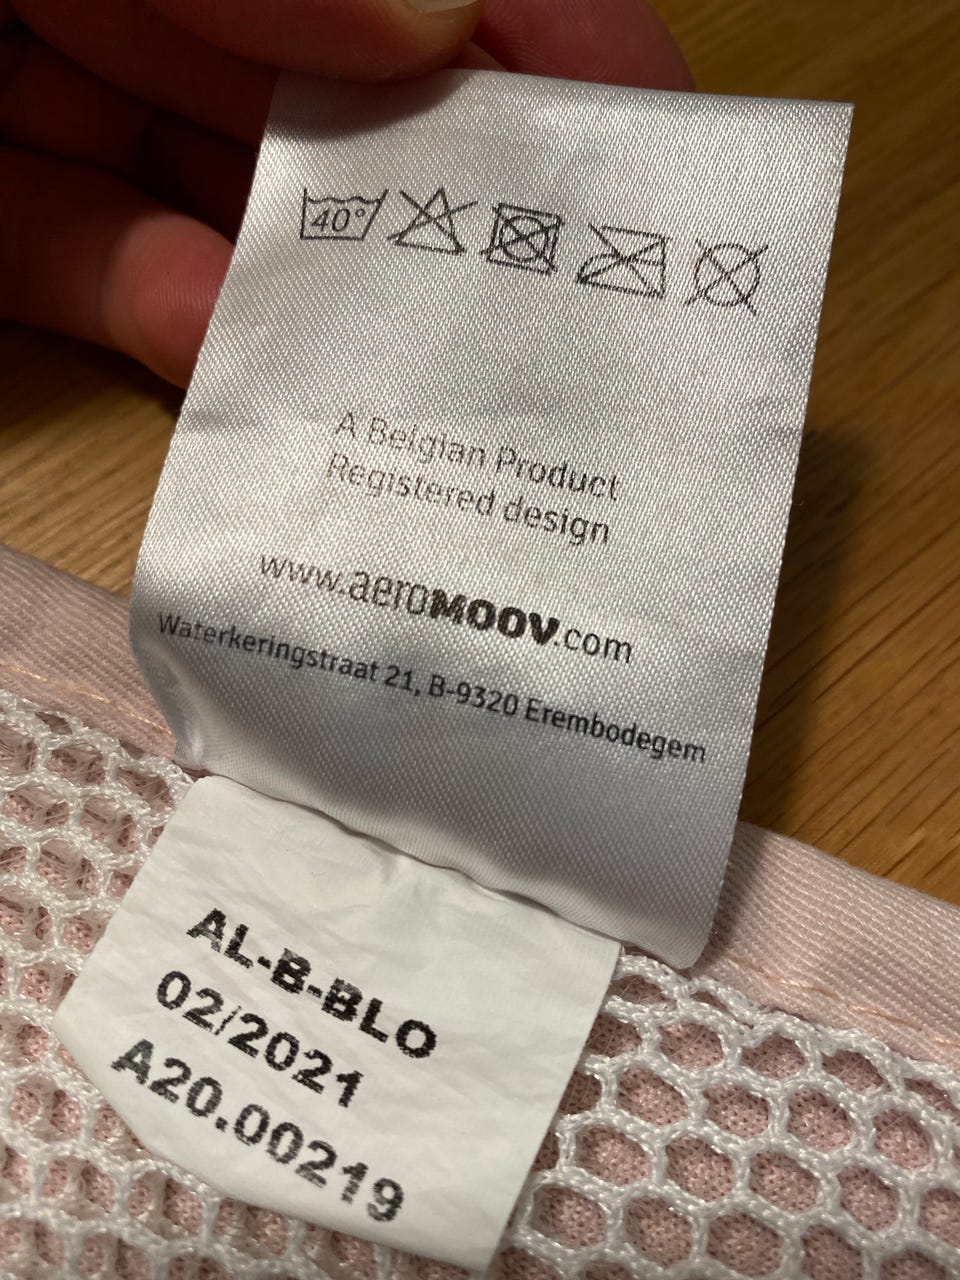 40°
A Belgian Product
Registered design
www.aeroMOOV.com
Waterkeringstraat 21, B-9320 Erembodegem
AL-B-BLO
02/2021
A20.00219